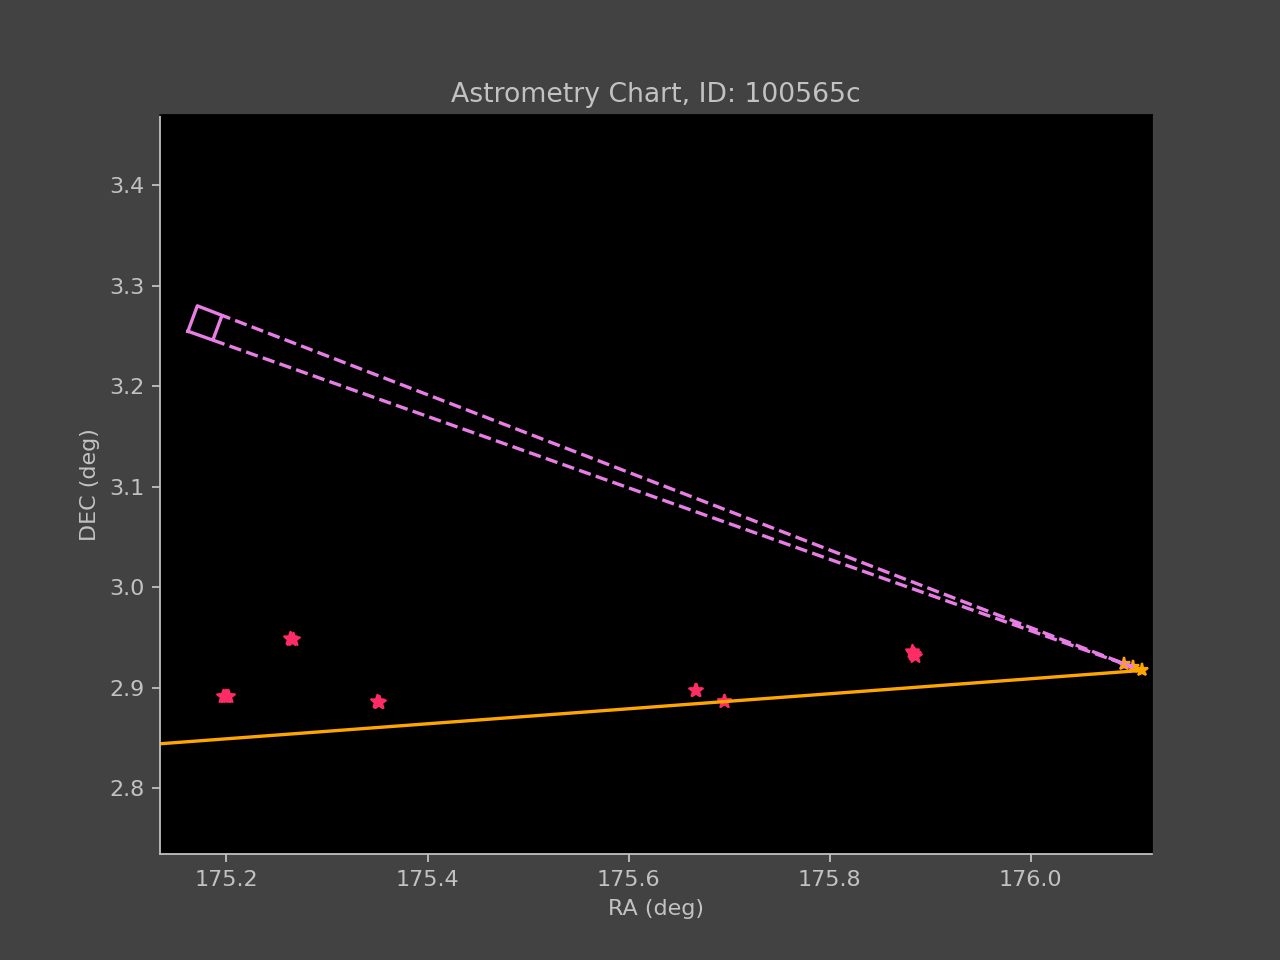 Astrometry Chart, ID: 100565c
3.4
3.3
3.2
3.1
3.0
2.9
2.8
DEC (deg)
175.2 175.4 175.6 175.8 176.0
RA (deg)